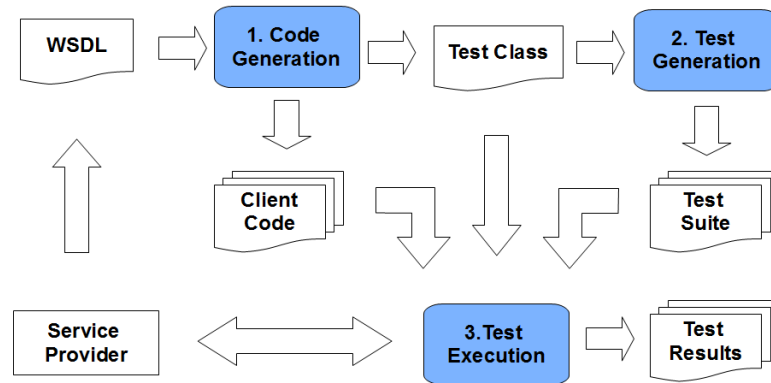 WSDL
1. Code
Generation
Test Class
2. Test
Generation
Client
Code
Test
Suite
Service
Provider
3.Test
Execution
Test
Results